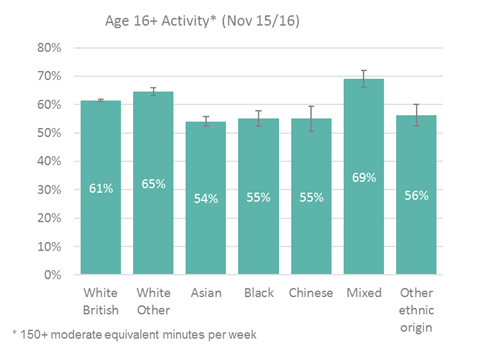 Age 16+ Activity* (Nov 15/16)
80%
70%
60%
50%
40%
30%
20%
10%
0%
61%
65%
54%
55%
55%
69%
56%
White
British
White
Other
Asian
Black
Chinese
Mixed
Other
ethnic
origin
* 150+ moderate equivalent minutes per week